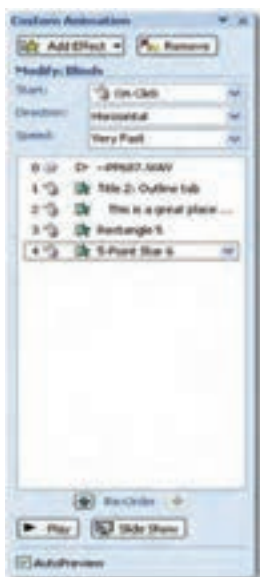 Custom Animation
Add Effect Remove
Modify: Blinds
Start: On Click
Direction: Horizontal
Speed: Very Fast
0
1 Title 2: Outline tab
2 This is a great place ...
3 Rectangle 5
4 5-Point Star 6
Re-Order
Play Slide Show
AutoPreview